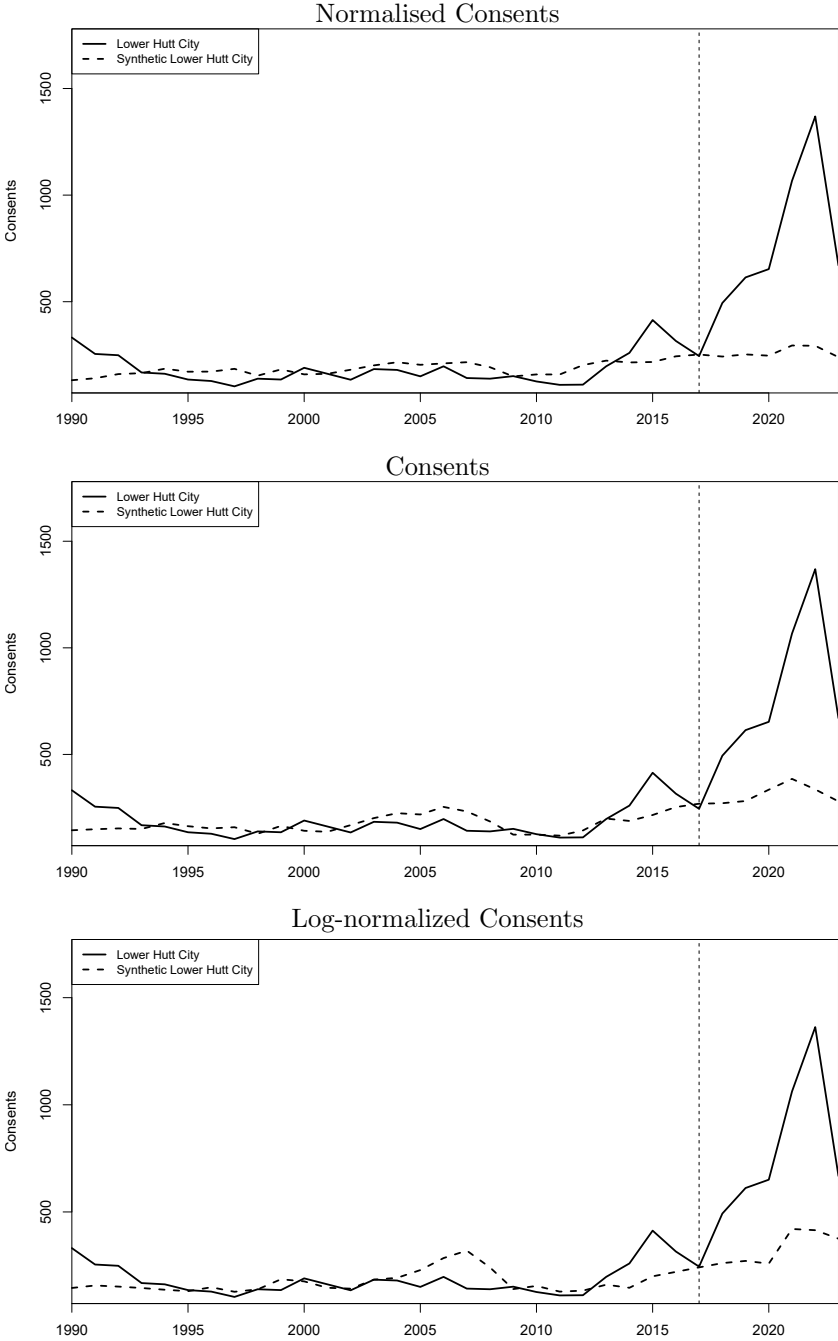 Normalised Consents
Lower Hutt City
Synthetic Lower Hutt City
Consents
1500
1000
500
1990 1995 2000 2005 2010 2015 2020
Consents
Lower Hutt City
Synthetic Lower Hutt City
Consents
1500
1000
500
1990 1995 2000 2005 2010 2015 2020
Log-normalized Consents
Lower Hutt City
Synthetic Lower Hutt City
Consents
1500
1000
500
1990 1995 2000 2005 2010 2015 2020